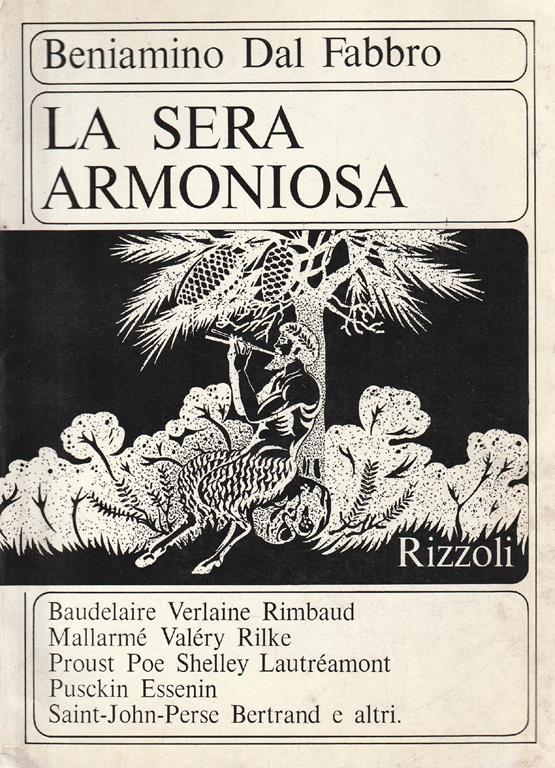 Beniamino Dal Fabbro
LA SERA
ARMONIOSA
Rizzoli
Baudelaire Verlaine Rimbaud
Mallarmé Valéry Rilke
Proust Poe Shelley Lautréamont
Pusckin Essenin
Saint-John-Perse Bertrand e altri.